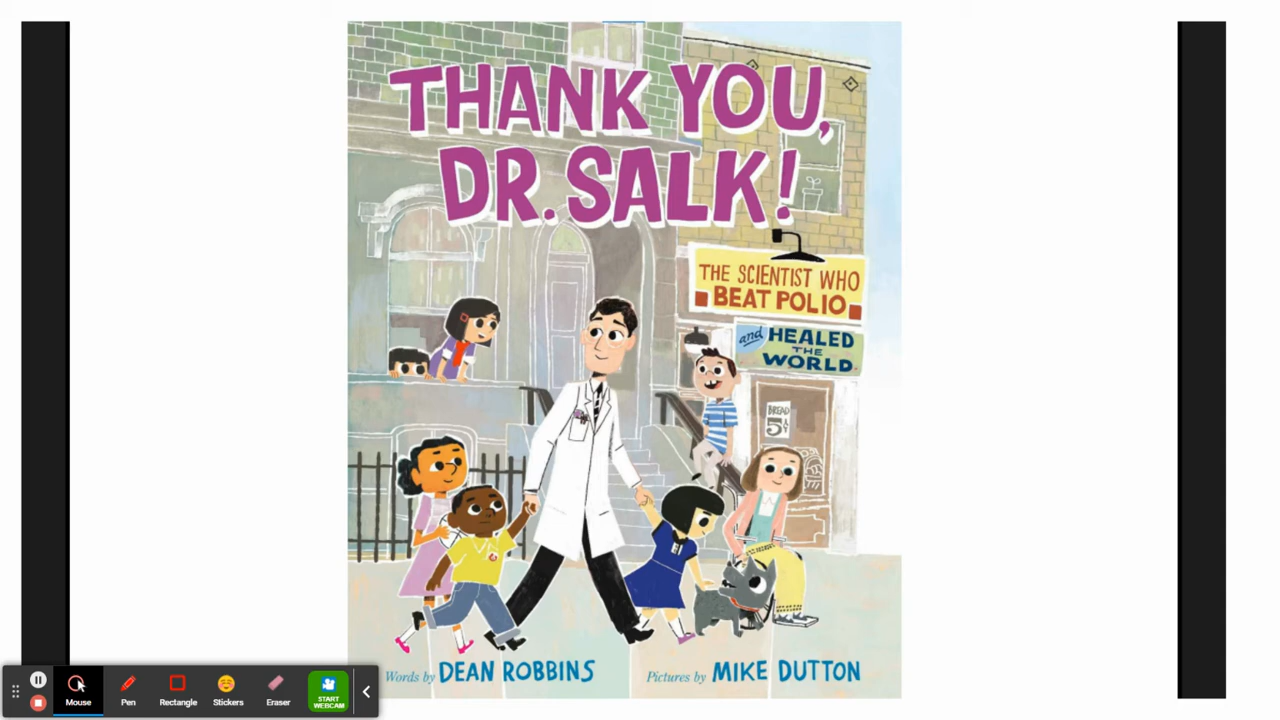 THANK YOU,
DR. SALK!
THE SCIENTIST WHO
BEAT POLIO
and HEALED
THE
WORLD
BREAD
5¢
Words by DEAN ROBBINS
Pictures by MIKE DUTTON
Mouse
Pen
Rectangle
Stickers
Eraser
START
WEBCAM